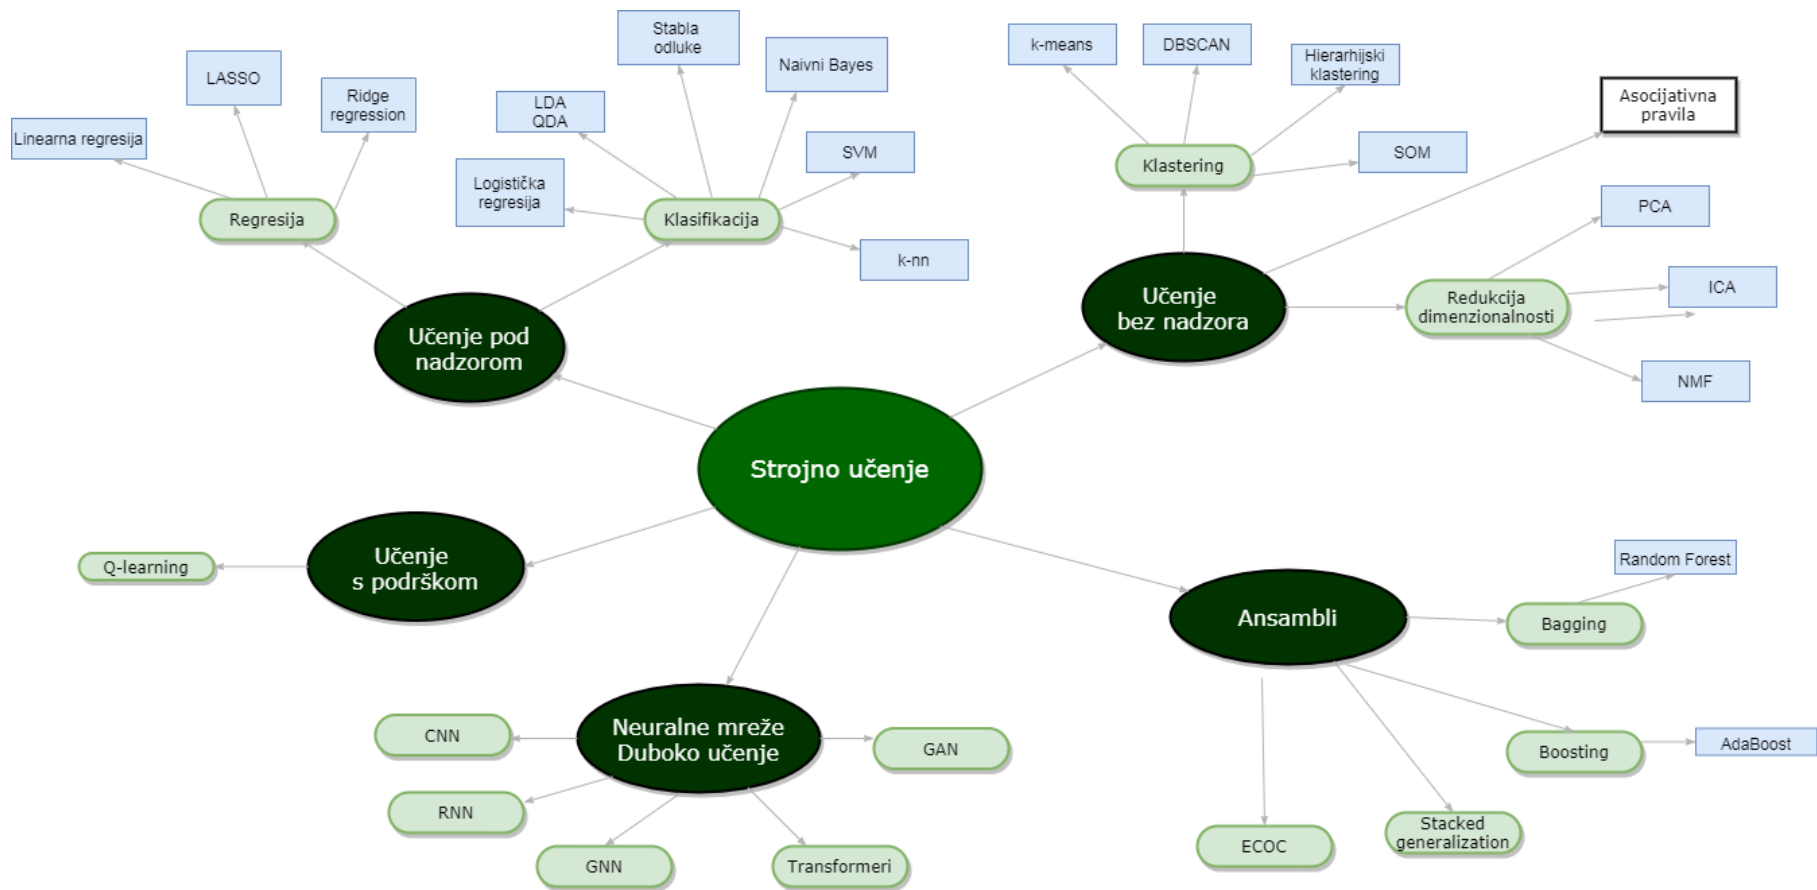 Stabla
odluke
k-means
DBSCAN
Hierarhijski
klastering
LASSO
Naivni Bayes
Ridge
regression
Asocijativna
pravila
LDA
QDA
Linearna regresija
SVM
SOM
Klastering
Logistička
regresija
PCA
Regresija
Klasifikacija
k-nn
Učenje
bez nadzora
Redukcija
dimenzionalnosti
ICA
Učenje pod
nadzorom
NMF
Strojno učenje
Učenje
s podrškom
Q-learning
Random Forest
Ansambli
Bagging
Neuralne mreže
Duboko učenje
CNN
GAN
Boosting
AdaBoost
RNN
Stacked
generalization
ECOC
GNN
Transformeri